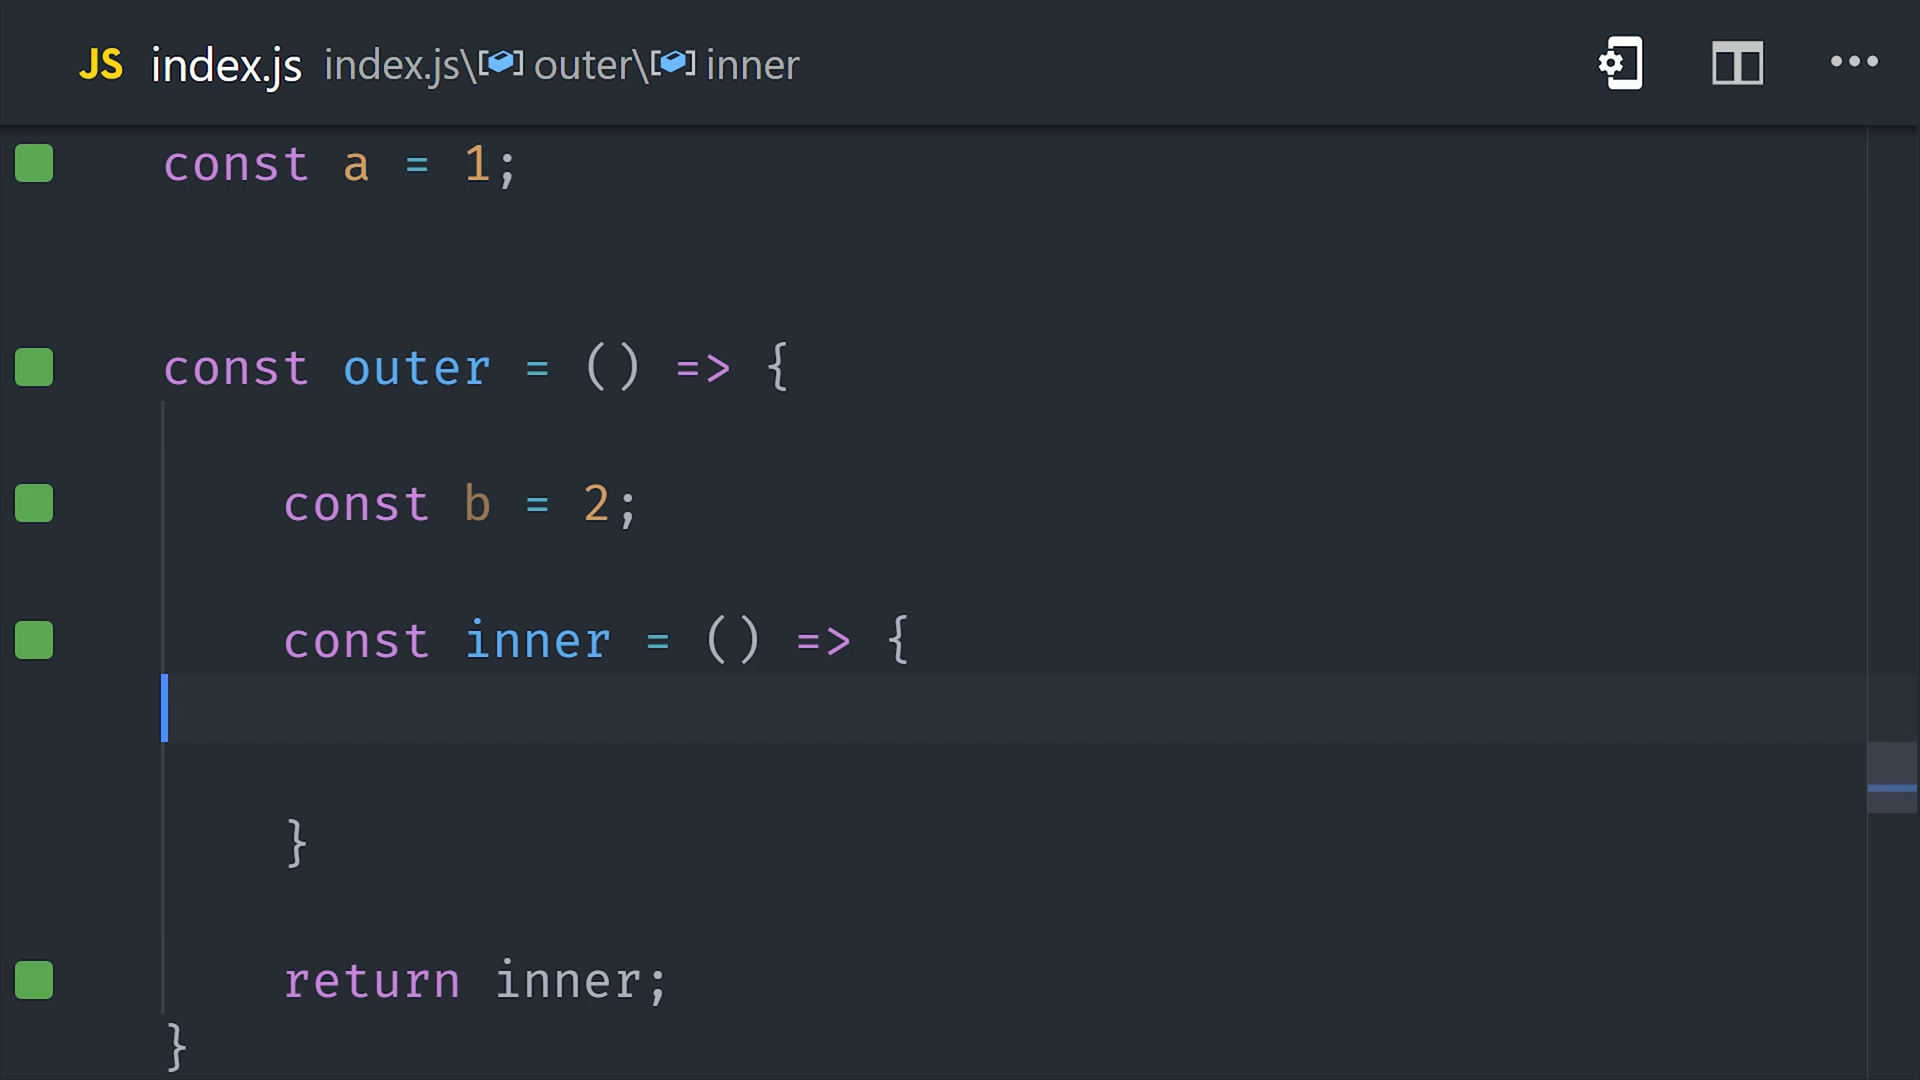 JS index.js index.js\outer\inner
const a = 1;
const outer = () => {
const b = 2;
const inner = () => {
}
return inner;
}